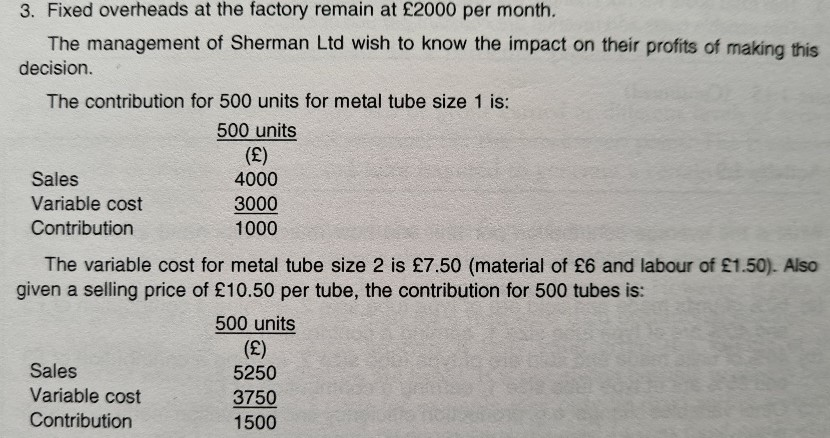 3. Fixed overheads at the factory remain at £2000 per month.
The management of Sherman Ltd wish to know the impact on their profits of making this
decision.
The contribution for 500 units for metal tube size 1 is:
500 units
(£)
Sales 4000
Variable cost 3000
Contribution 1000
The variable cost for metal tube size 2 is £7.50 (material of £6 and labour of £1.50). Also
given a selling price of £10.50 per tube, the contribution for 500 tubes is:
500 units
(£)
Sales 5250
Variable cost 3750
Contribution 1500